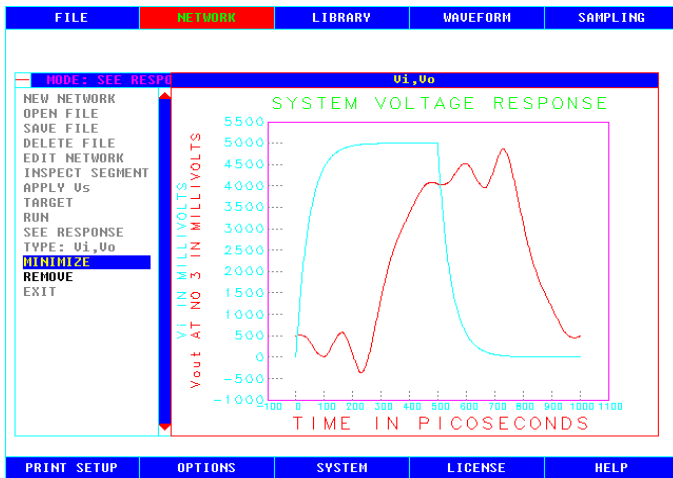 FILE NETWORK LIBRARY WAVEFORM SAMPLING
MODE: SEE RESPO
Vi,Vo
NEW NETWORK
OPEN FILE
SAVE FILE
DELETE FILE
EDIT NETWORK
INSPECT SEGMENT
APPLY Vs
TARGET
RUN
SEE RESPONSE
TYPE: Vi,Vo
MINIMIZE
REMOVE
EXIT
SYSTEM VOLTAGE RESPONSE
Vi IN MILLIVOLTS
Vout AT NO 3 IN MILLIVOLTS
5500
5000
4500
4000
3500
3000
2500
2000
1500
1000
500
0
-500
-1000
-100 0 100 200 300 400 500 600 700 800 900 1000 1100
TIME IN PICOSECONDS
PRINT SETUP OPTIONS SYSTEM LICENSE HELP